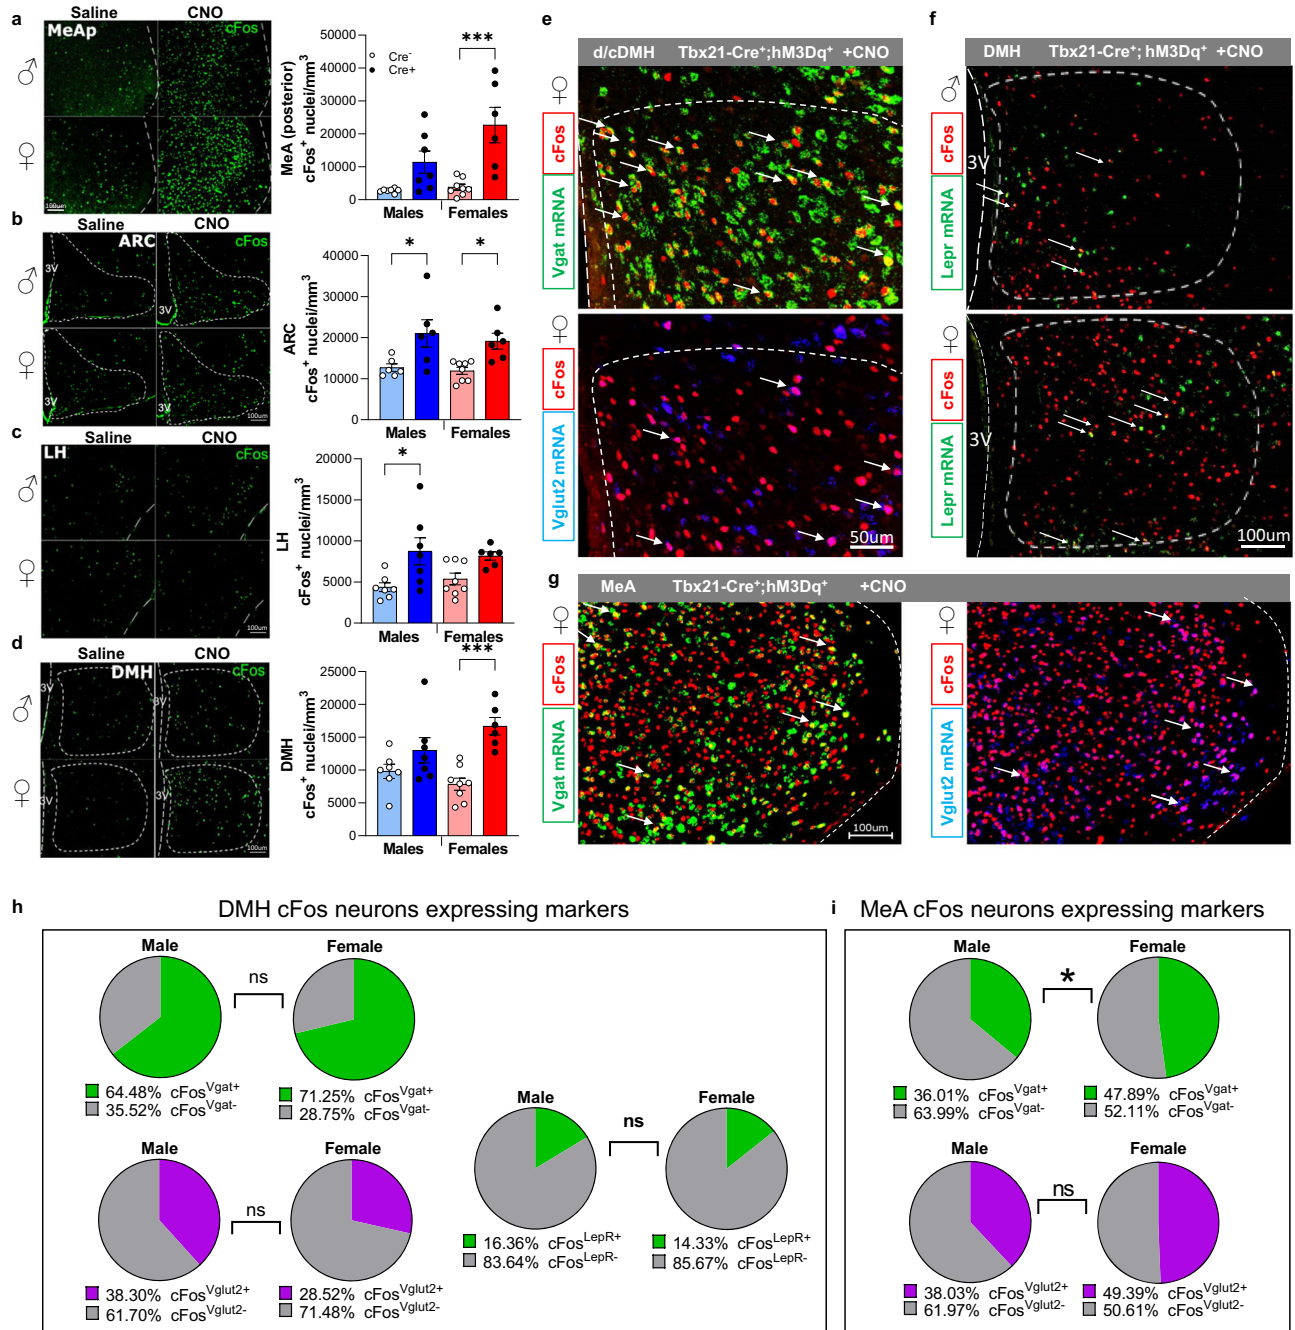 a
Saline
CNO
MeAp
cFos
♂
♀
100um
MeA (posterior)
cFos+ nuclei/mm3
50000
40000
30000
20000
10000
0
Cre-
Cre+
***
Males
Females
b
Saline
CNO
ARC
cFos
3V
3V
3V
3V
♂
♀
100um
ARC
cFos+ nuclei/mm3
40000
30000
20000
10000
0
*
*
Males
Females
c
Saline
CNO
LH
cFos
♂
♀
100um
LH
cFos+ nuclei/mm3
20000
15000
10000
5000
0
*
Males
Females
d
Saline
CNO
DMH
cFos
3V
3V
3V
3V
♂
♀
100um
DMH
cFos+ nuclei/mm3
25000
20000
15000
10000
5000
0
***
Males
Females
e
d/cDMH Tbx21-Cre+;hM3Dq+ +CNO
♀
cFos
Vgat mRNA
♀
cFos
Vglut2 mRNA
50um
f
DMH Tbx21-Cre+; hM3Dq+ +CNO
♂
cFos
Lepr mRNA
3V
♀
cFos
Lepr mRNA
3V
100um
g
MeA Tbx21-Cre+;hM3Dq+ +CNO
♀
cFos
Vgat mRNA
100um
♀
cFos
Vglut2 mRNA
h
DMH cFos neurons expressing markers
Male
Female
ns
64.48% cFosVgat+
35.52% cFosVgat-
71.25% cFosVgat+
28.75% cFosVgat-
ns
38.30% cFosVglut2+
61.70% cFosVglut2-
28.52% cFosVglut2+
71.48% cFosVglut2-
Male
Female
ns
16.36% cFosLepR+
83.64% cFosLepR-
14.33% cFosLepR+
85.67% cFosLepR-
i
MeA cFos neurons expressing markers
Male
Female
*
36.01% cFosVgat+
63.99% cFosVgat-
47.89% cFosVgat+
52.11% cFosVgat-
Male
Female
ns
38.03% cFosVglut2+
61.97% cFosVglut2-
49.39% cFosVglut2+
50.61% cFosVglut2-